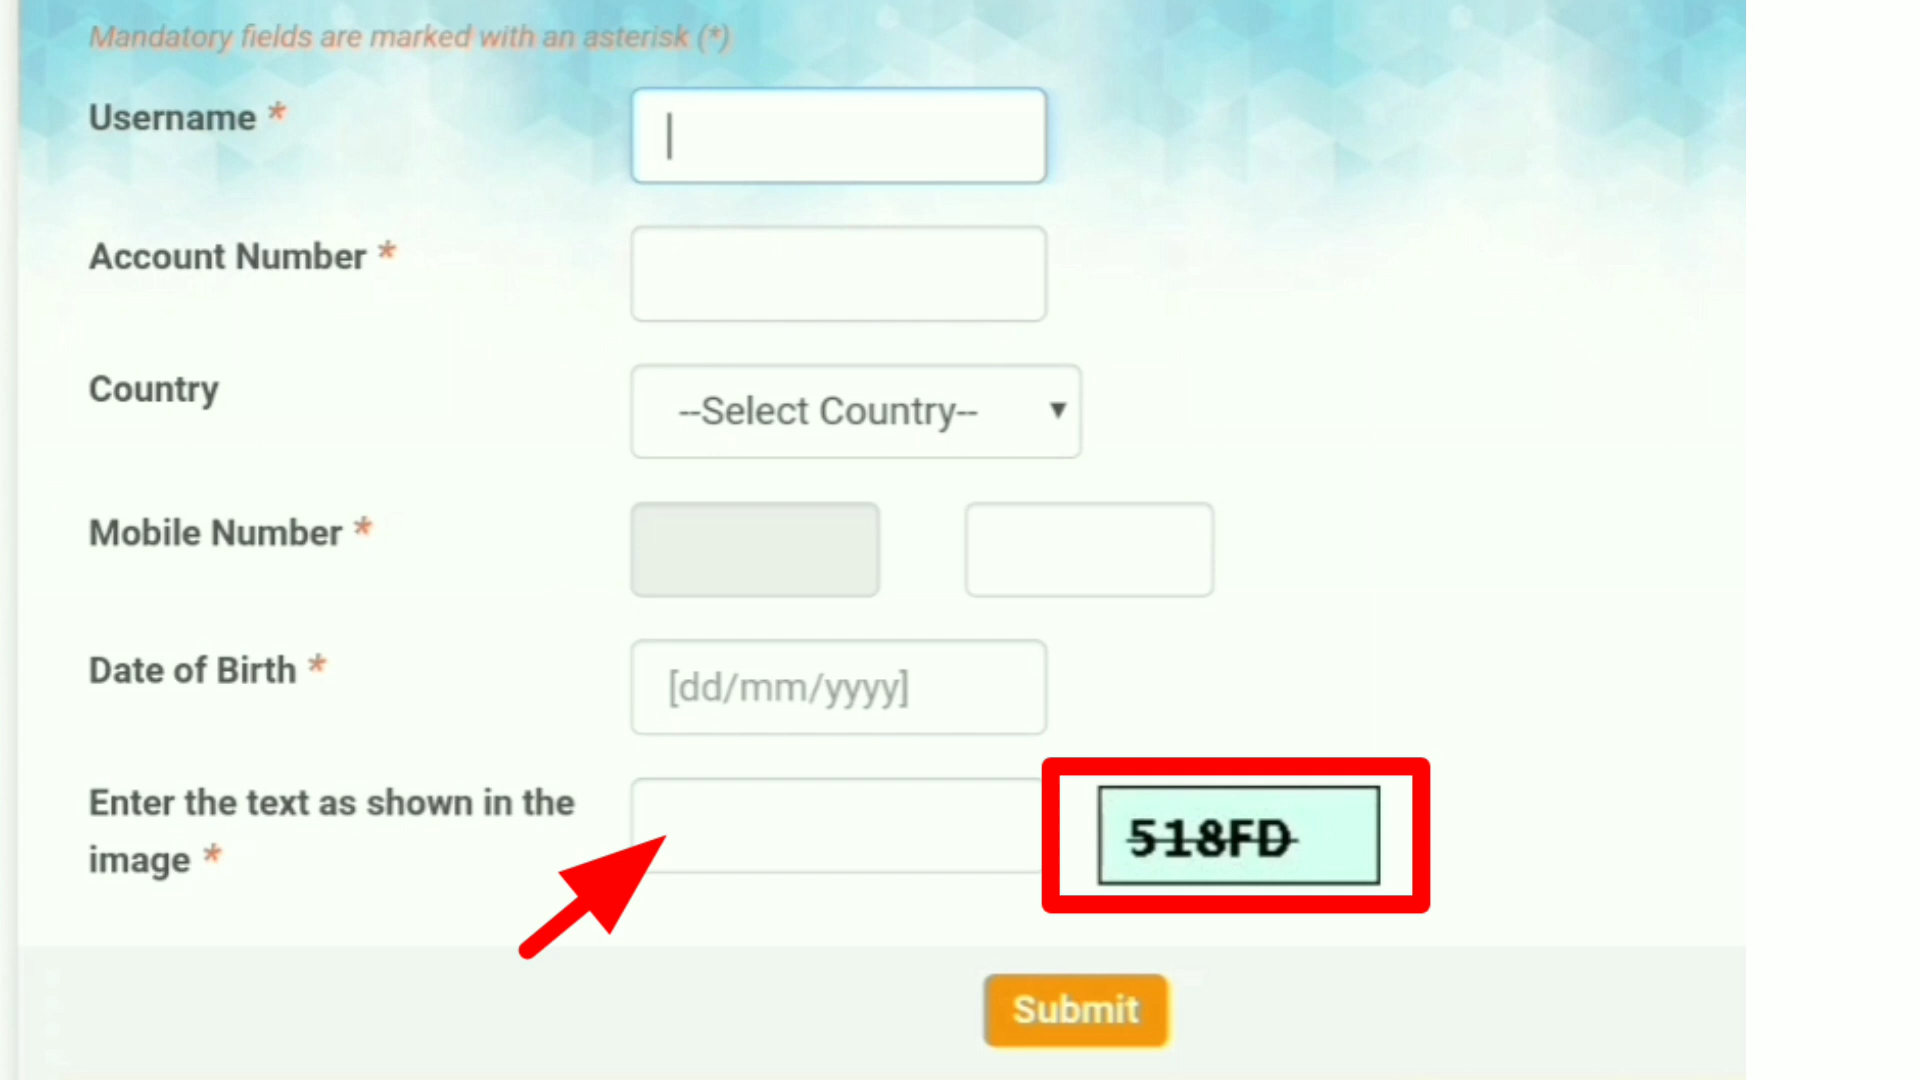 Mandatory fields are marked with an asterisk (*)
Username *
Account Number *
Country
--Select Country--
Mobile Number *
Date of Birth *
[dd/mm/yyyy]
Enter the text as shown in the
image *
518FD
Submit